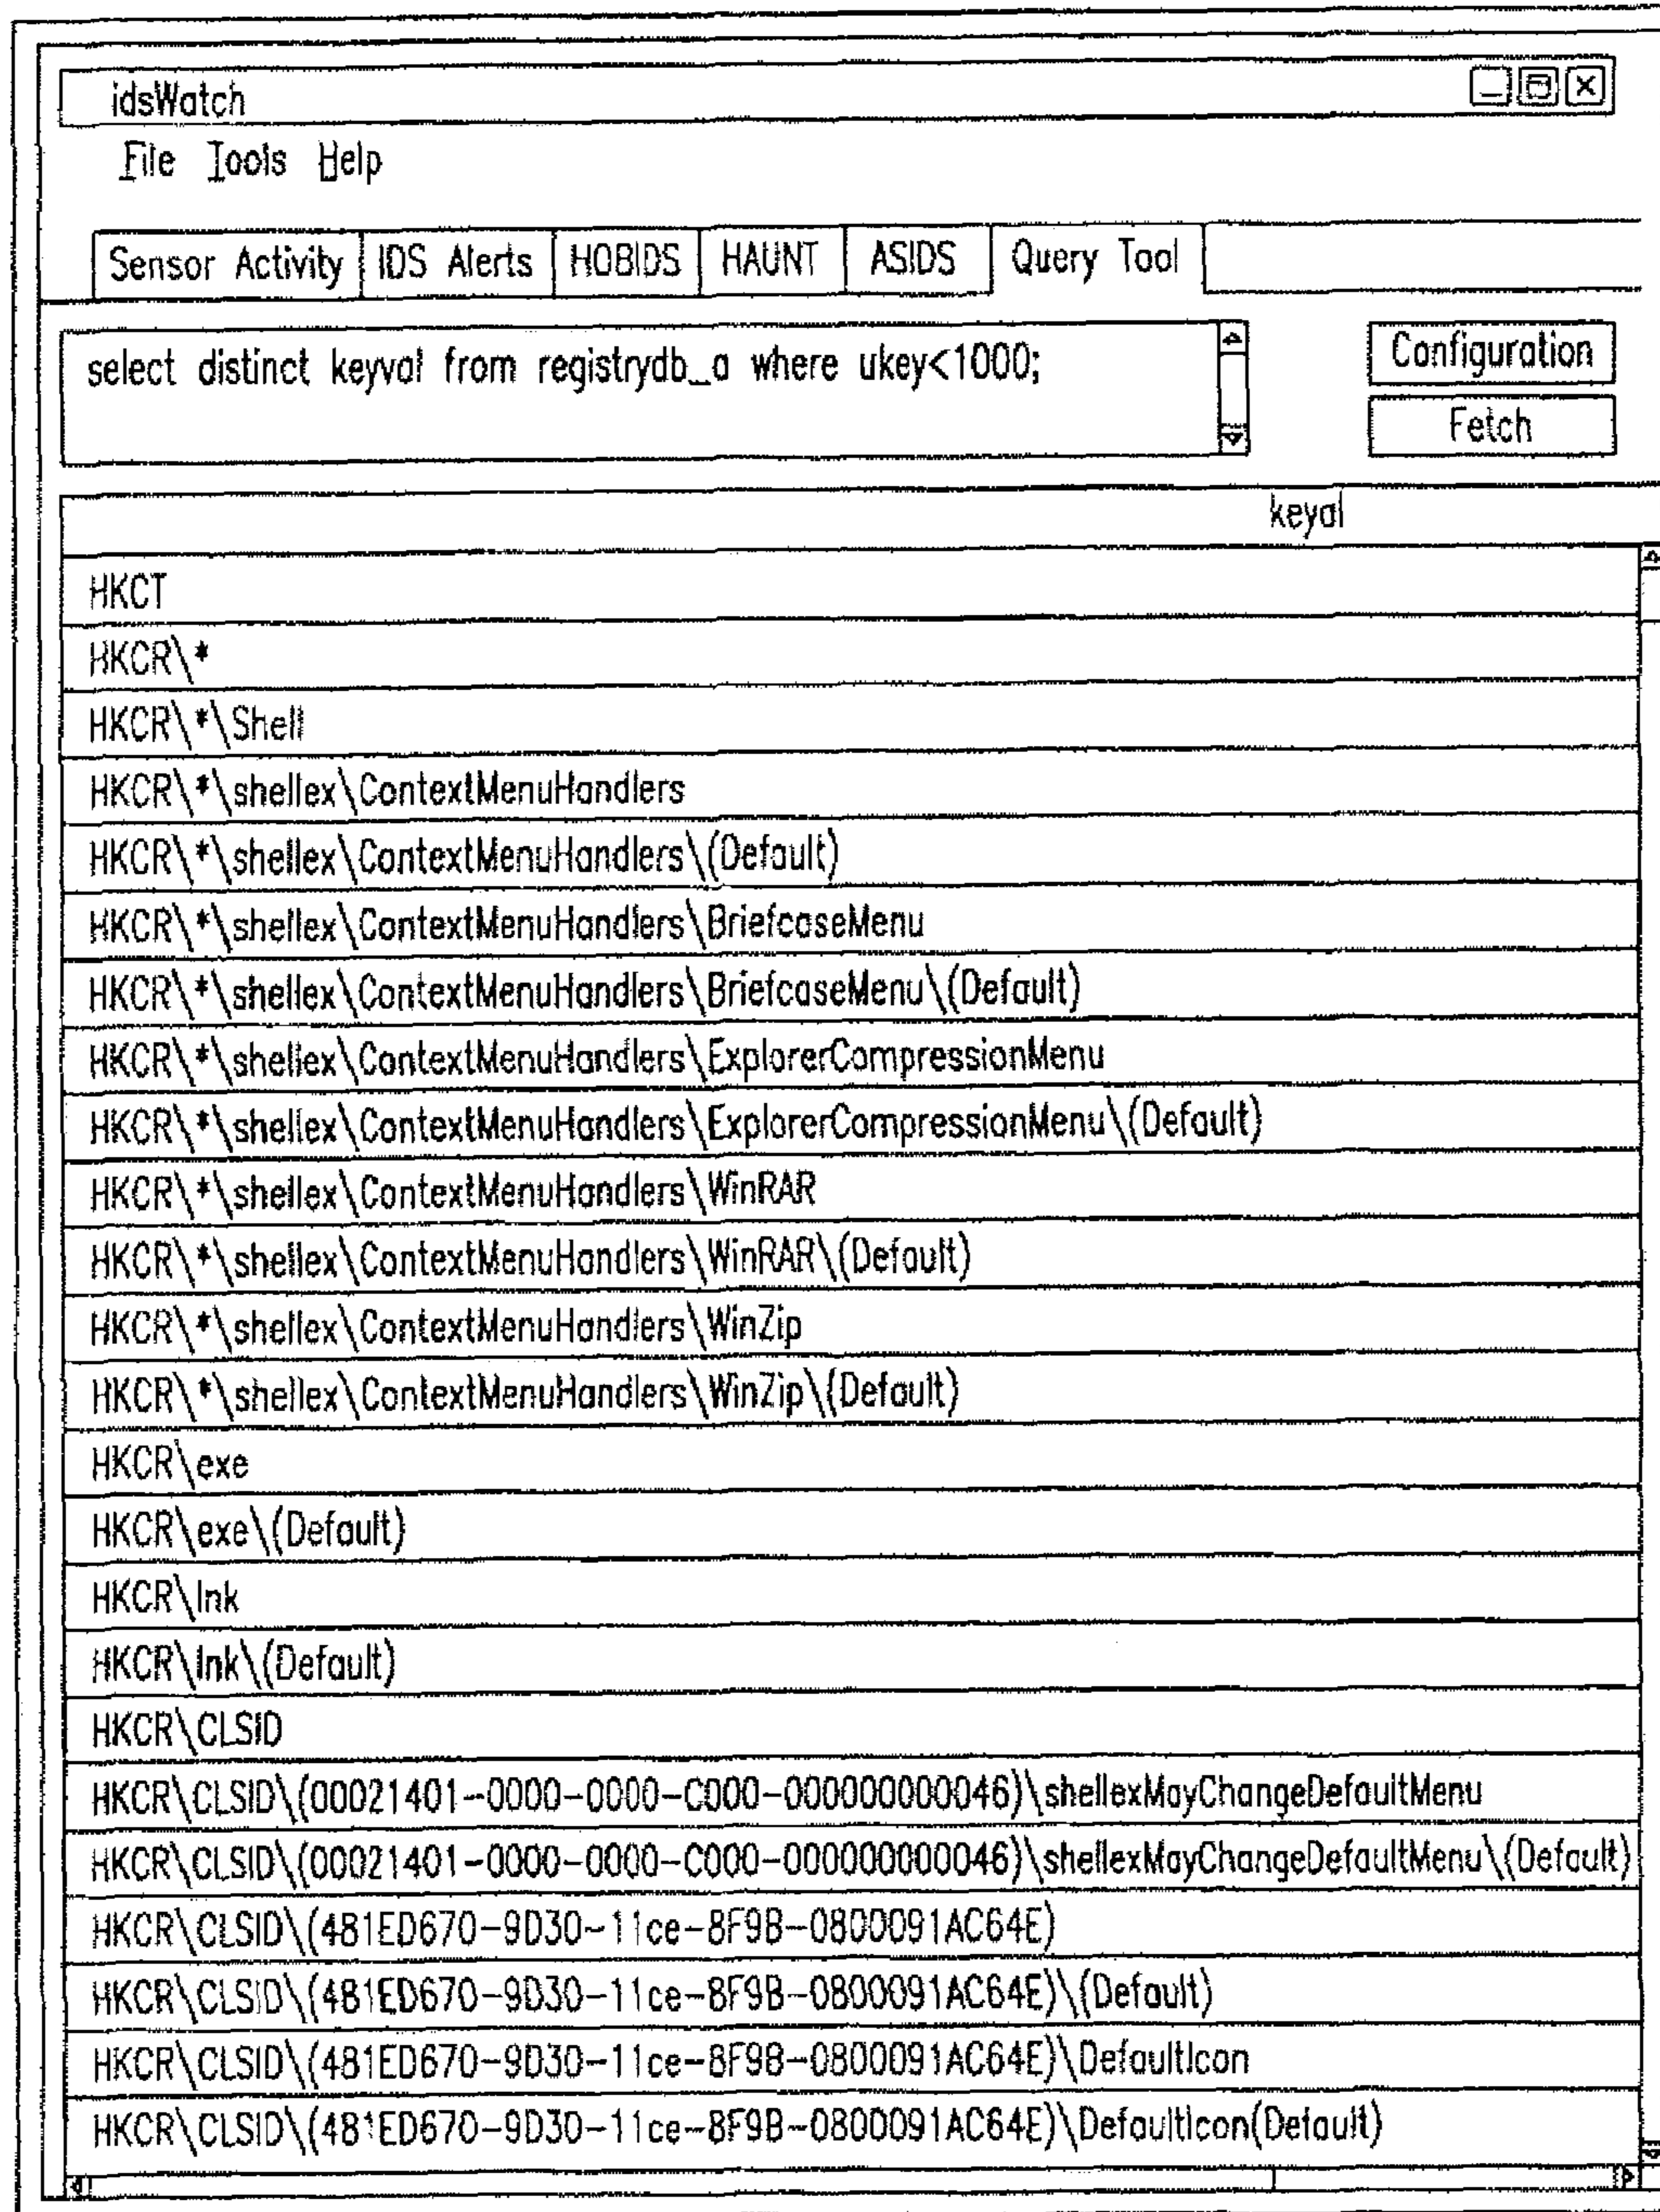 idsWatch
File Tools Help
Sensor Activity IDS Alerts HOBIDS HAUNT ASIDS Query Tool
select distinct keyval from registrydb_a where ukey<1000;
Configuration
Fetch
keyal
HKCT
HKCR\*
HKCR\*\Shell
HKCR\*\shellex\ContextMenuHandlers
HKCR\*\shellex\ContextMenuHandlers\(Default)
HKCR\*\shellex\ContextMenuHandlers\BriefcaseMenu
HKCR\*\shellex\ContextMenuHandlers\BriefcaseMenu\(Default)
HKCR\*\shellex\ContextMenuHandlers\ExplorerCompressionMenu
HKCR\*\shellex\ContextMenuHandlers\ExplorerCompressionMenu\(Default)
HKCR\*\shellex\ContextMenuHandlers\WinRAR
HKCR\*\shellex\ContextMenuHandlers\WinRAR\(Default)
HKCR\*\shellex\ContextMenuHandlers\WinZip
HKCR\*\shellex\ContextMenuHandlers\WinZip\(Default)
HKCR\exe
HKCR\exe\(Default)
HKCR\lnk
HKCR\lnk\(Default)
HKCR\CLSID
HKCR\CLSID\(00021401-0000-0000-C000-000000000046)\shellexMayChangeDefaultMenu
HKCR\CLSID\(00021401-0000-0000-C000-000000000046)\shellexMayChangeDefaultMenu\(Default)
HKCR\CLSID\(481ED670-9D30-11ce-8F9B-0800091AC64E)
HKCR\CLSID\(481ED670-9D30-11ce-8F9B-0800091AC64E)\(Default)
HKCR\CLSID\(481ED670-9D30-11ce-8F9B-0800091AC64E)\DefaultIcon
HKCR\CLSID\(481ED670-9D30-11ce-8F9B-0800091AC64E)\DefaultIcon(Default)